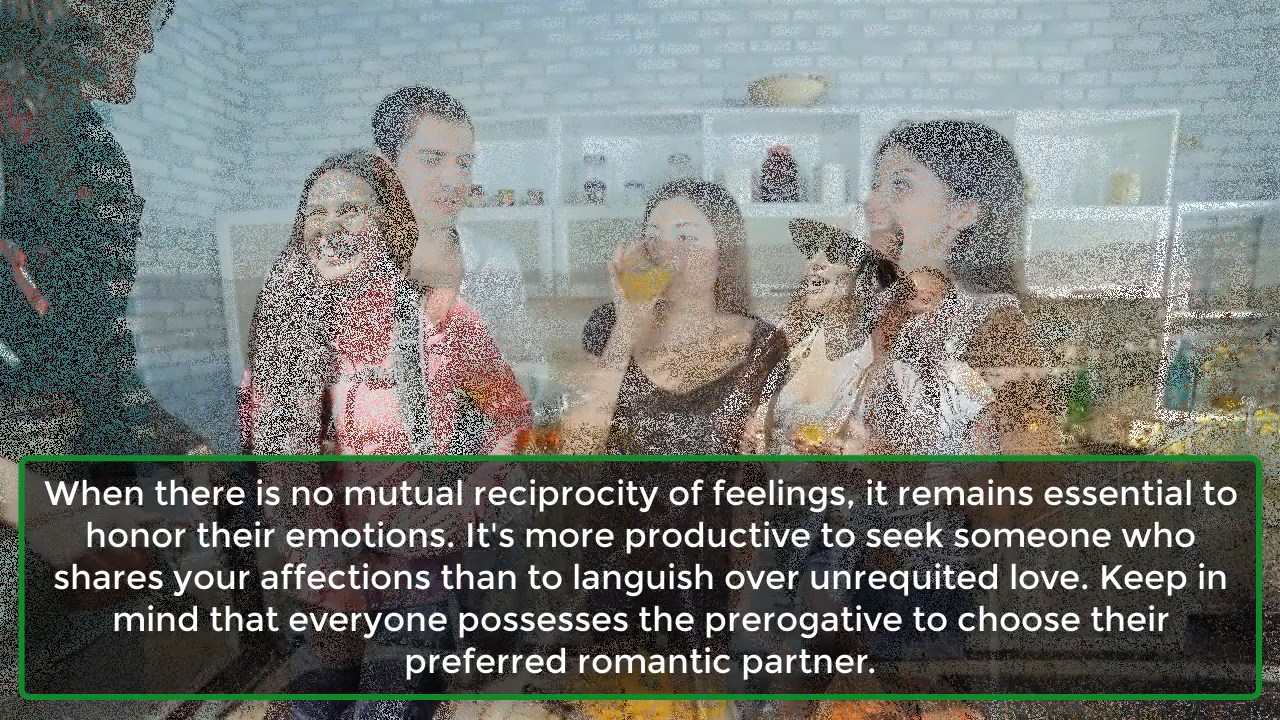 When there is no mutual reciprocity of feelings, it remains essential to
honor their emotions. It's more productive to seek someone who
shares your affections than to languish over unrequited love. Keep in
mind that everyone possesses the prerogative to choose their
preferred romantic partner.